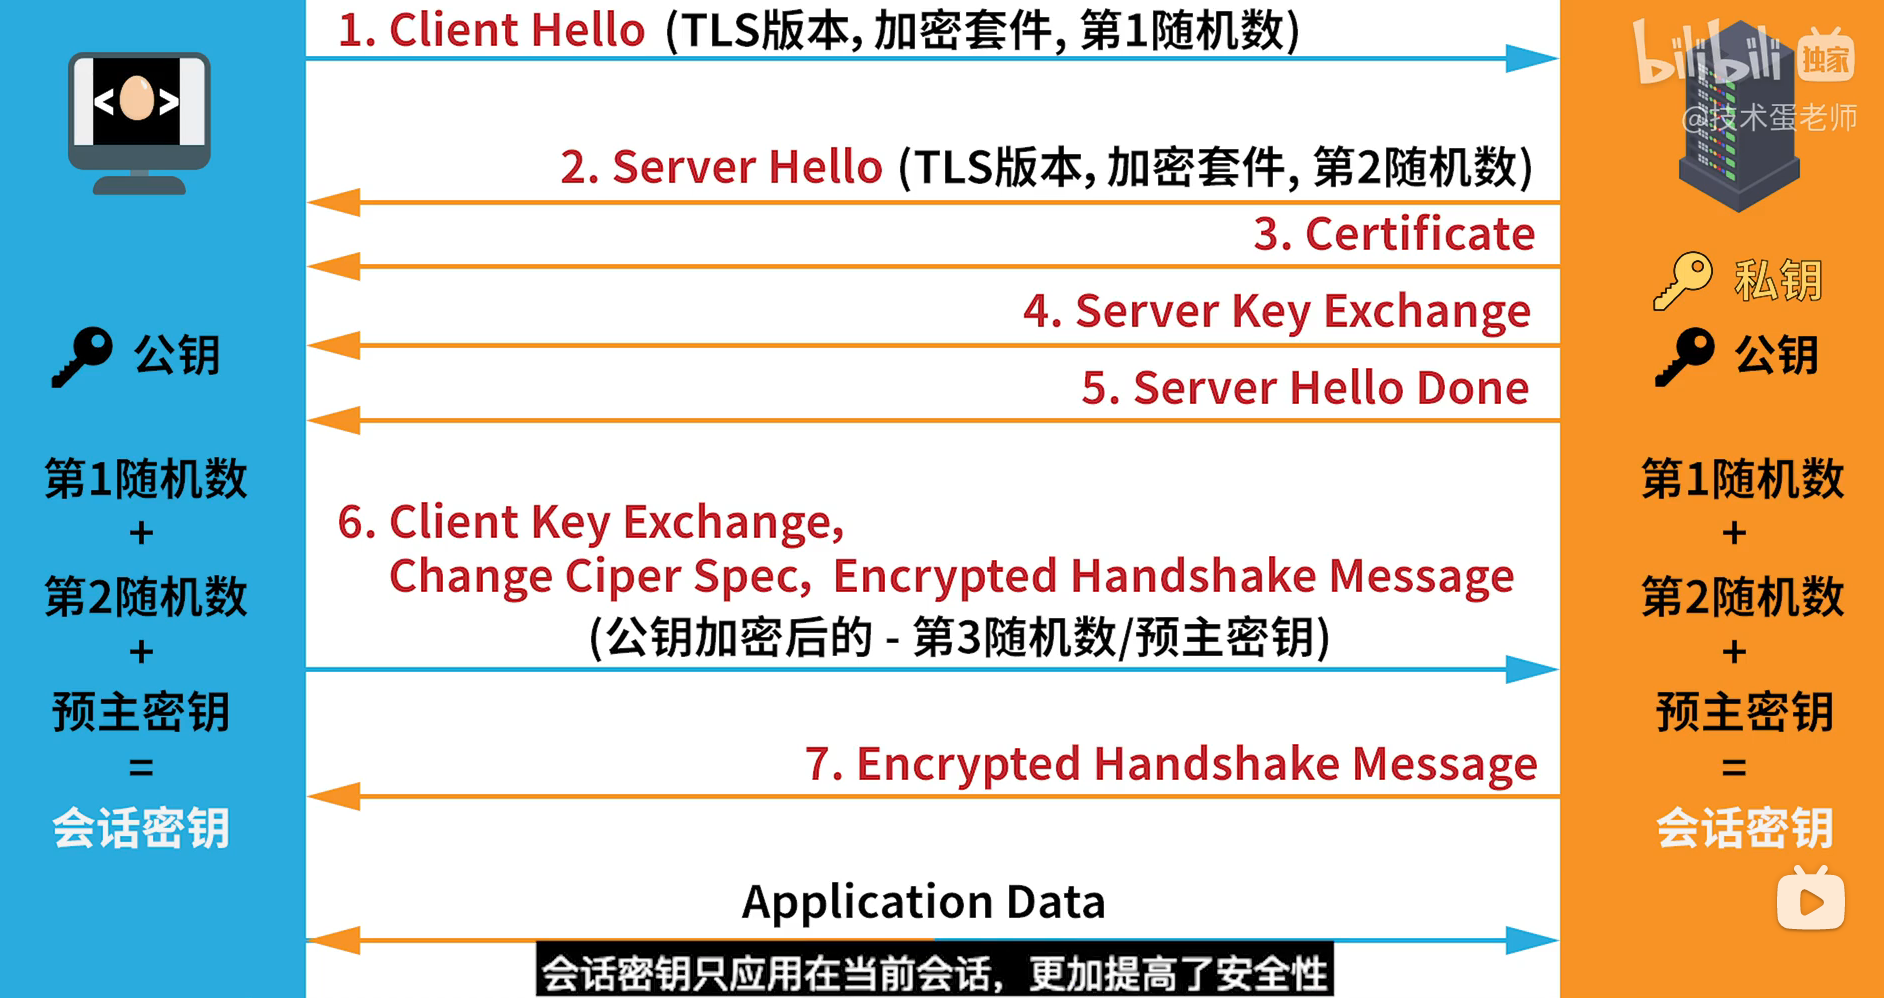 1. Client Hello (TLS版本, 加密套件, 第1随机数)
bilibili 独家
@技术蛋老师
< >
2. Server Hello (TLS版本, 加密套件, 第2随机数)
3. Certificate
私钥
4. Server Key Exchange
公钥
公钥
5. Server Hello Done
第1随机数
+
第2随机数
+
预主密钥
=
会话密钥
6. Client Key Exchange,
Change Ciper Spec, Encrypted Handshake Message
(公钥加密后的 - 第3随机数/预主密钥)
7. Encrypted Handshake Message
第1随机数
+
第2随机数
+
预主密钥
=
会话密钥
Application Data
会话密钥只应用在当前会话，更加提高了安全性